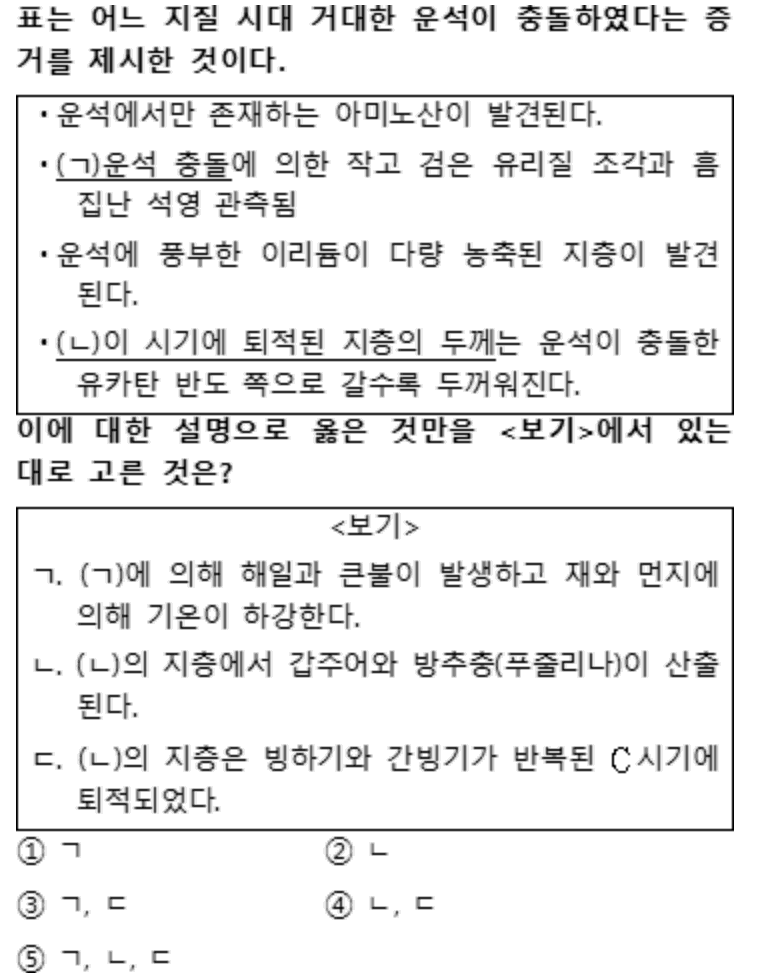 표는 어느 지질 시대 거대한 운석이 충돌하였다는 증
거를 제시한 것이다.
・운석에서만 존재하는 아미노산이 발견된다.
・(ㄱ)운석 충돌에 의한 작고 검은 유리질 조각과 흠
집난 석영 관측됨
・운석에 풍부한 이리듐이 다량 농축된 지층이 발견
된다.
・(ㄴ)이 시기에 퇴적된 지층의 두께는 운석이 충돌한
유카탄 반도 쪽으로 갈수록 두꺼워진다.
이에 대한 설명으로 옳은 것만을 <보기>에서 있는
대로 고른 것은?
<보기>
ㄱ. (ㄱ)에 의해 해일과 큰불이 발생하고 재와 먼지에
의해 기온이 하강한다.
ㄴ. (ㄴ)의 지층에서 갑주어와 방추충(푸줄리나)이 산출
된다.
ㄷ. (ㄴ)의 지층은 빙하기와 간빙기가 반복된 C시기에
퇴적되었다.
① ㄱ ② ㄴ
③ ㄱ, ㄷ ④ ㄴ, ㄷ
⑤ ㄱ, ㄴ, ㄷ